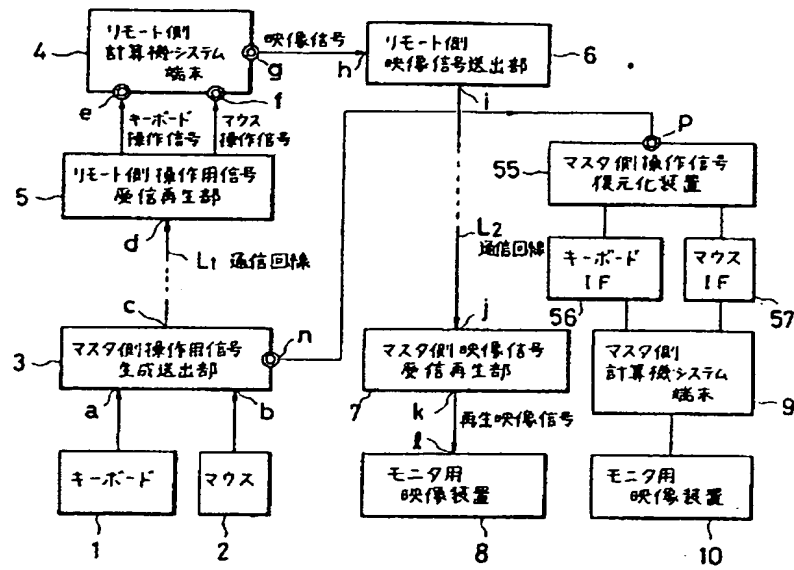 リモート側
計算機システム
端末
4
e
f
g
映像信号
h
リモート側
映像信号送出部
6
i
キーボード
操作信号
マウス
操作信号
リモート側操作用信号
受信再生部
5
d
L1 通信回線
c
マスタ側操作用信号
生成送出部
3
n
a
b
キーボード
1
マウス
2
L2
通信回線
j
マスタ側映像信号
受信再生部
7
k
再生映像信号
l
モニタ用
映像装置
8
p
マスタ側操作信号
復元化装置
55
キーボード
IF
56
マウス
IF
57
マスタ側
計算機システム
端末
9
モニタ用
映像装置
10